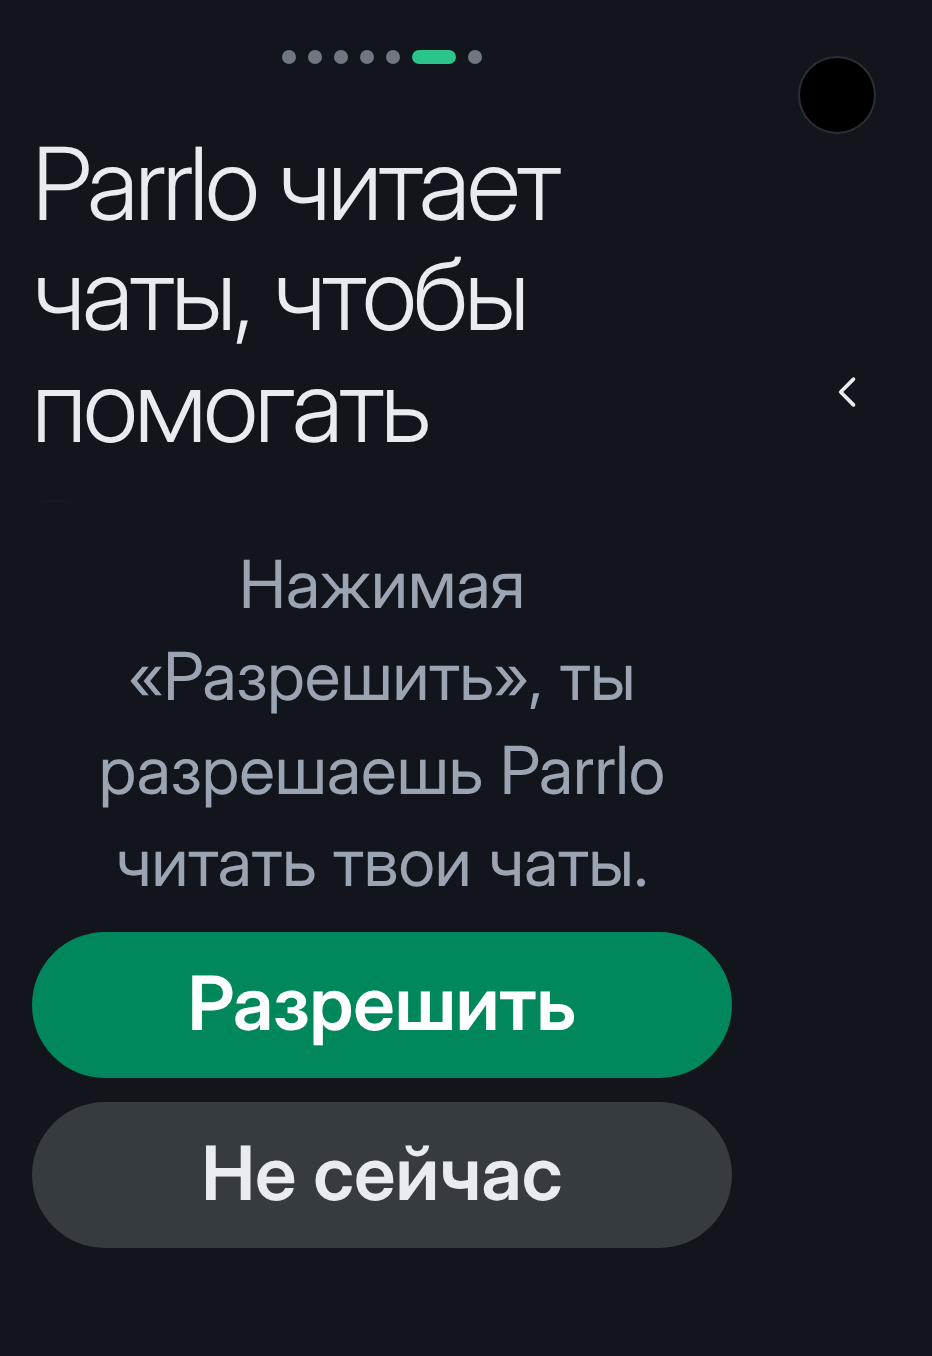 Parrlo читает
чаты, чтобы
помогать
Нажимая
«Разрешить», ты
разрешаешь Parrlo
читать твои чаты.
Разрешить
Не сейчас